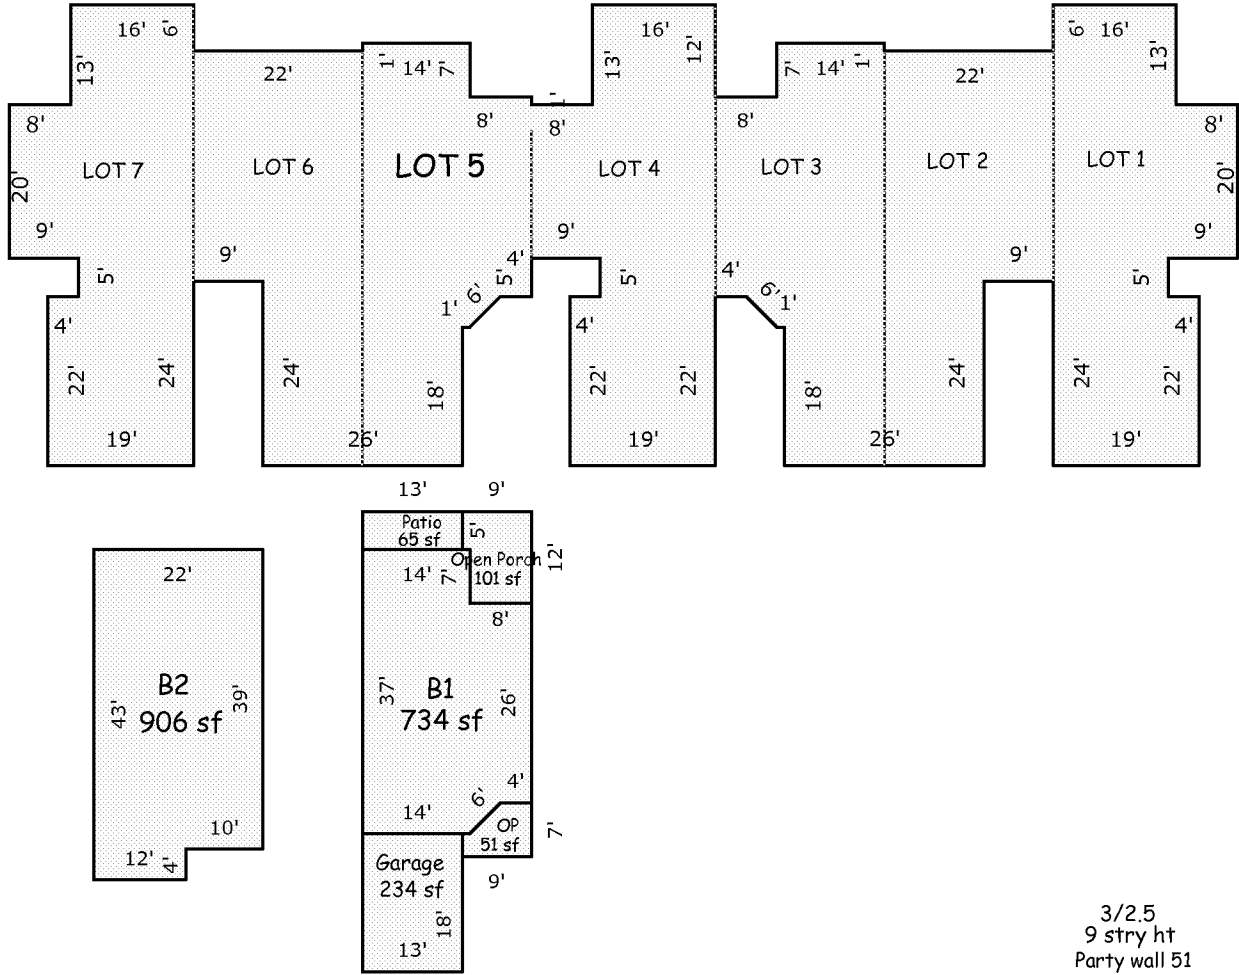 16' 6' 16' 6' 16'
13' 22' 1' 14' 7' 13' 12' 7' 14' 1' 22' 13'
1'
8' 8' 8' 8' 8'
LOT 7 LOT 6 LOT 5 LOT 4 LOT 3 LOT 2 LOT 1
20' 20'
9' 9' 4' 9' 4' 9' 9'
5' 5' 5' 5'
6' 6'
4' 1' 4' 1' 4'
22' 24' 24' 18' 22' 22' 18' 24' 24' 22'
19' 26' 19' 26' 19'
13' 9'
Patio
65 sf
5'
Open Porch
101 sf
12'
22' 14' 7'
8'
B2
906 sf
43' 39'
B1
734 sf
37' 26'
4'
6'
14'
10'
12' 4'
OP
51 sf
7'
Garage
234 sf
9'
18'
13'
3/2.5
9 stry ht
Party wall 51